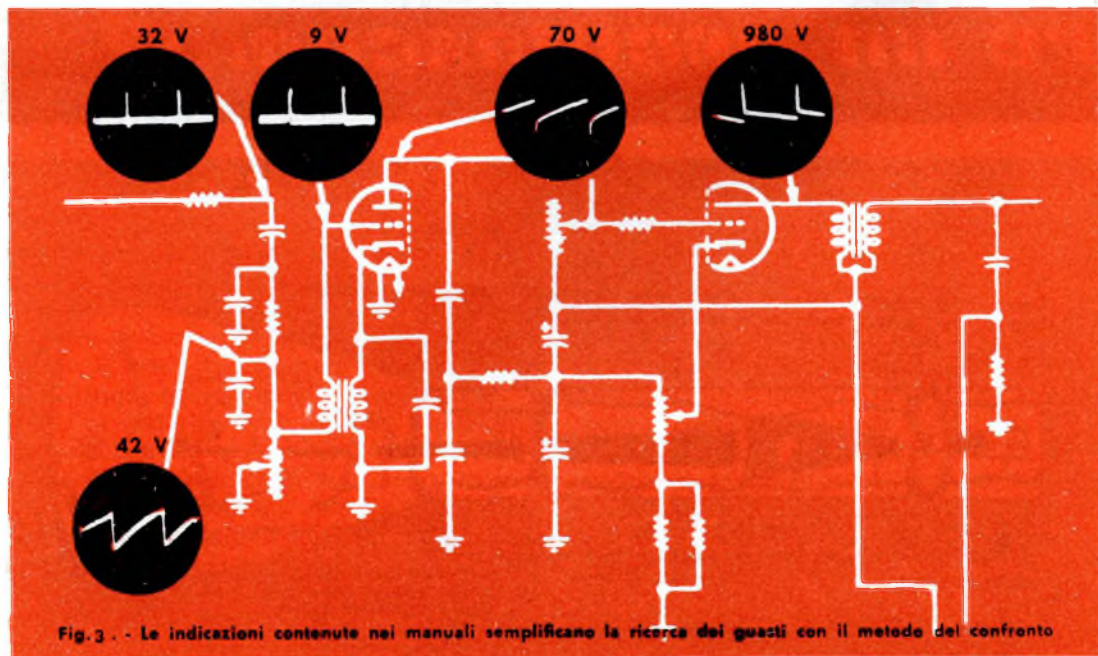 32 V
9 V
70 V
980 V
42 V
Fig. 3. - Le indicazioni contenute nei manuali semplificano la ricerca dei guasti con il metodo del confronto